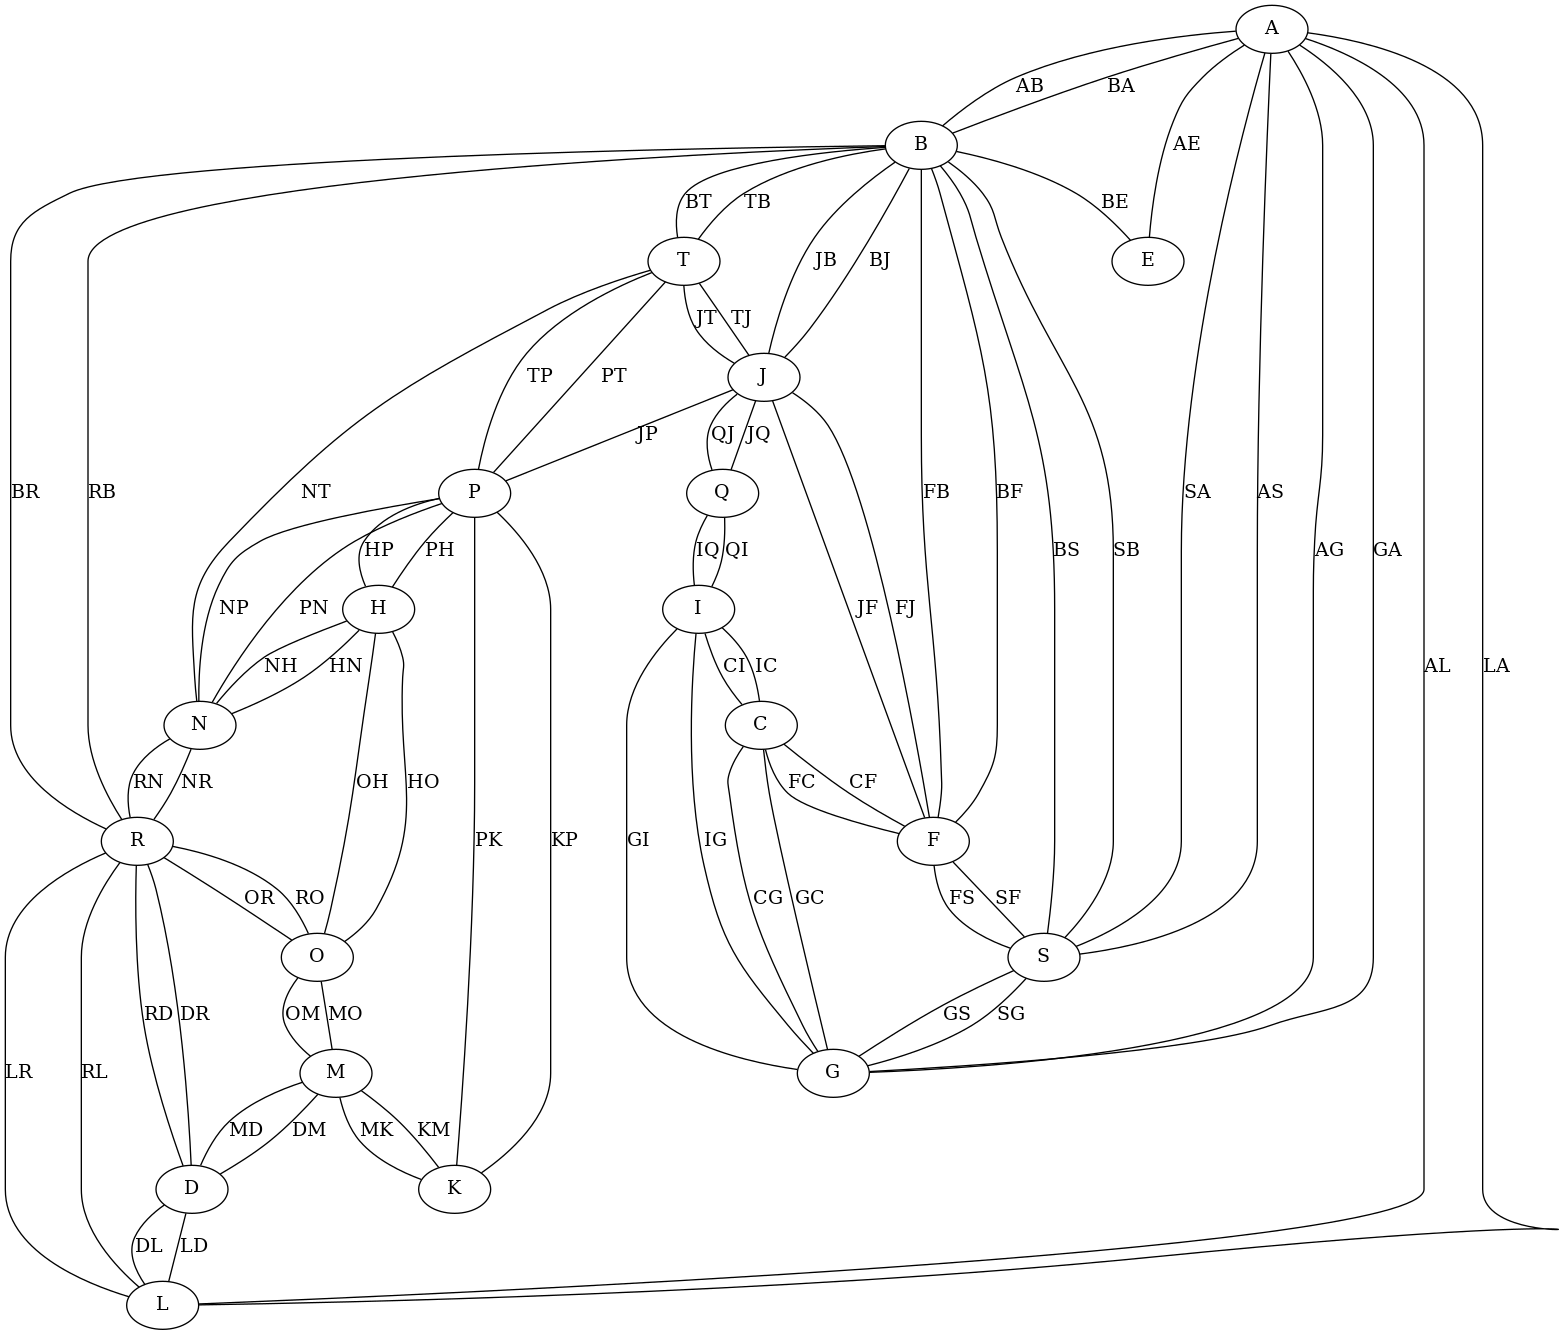 A
AB BA
B AE
BT TB BE
T JB BJ E
JT TJ
TP PT J
QJ JQ
JP
BR RB NT P Q FB BF SA AS
HP PH IQ QI BS SB AG GA
NP PN H I JF FJ
NH HN CI IC AL LA
N C
RN NR OH HO FC CF
R PK KP GI IG F
OR RO CG GC FS SF
O S
RD DR OM MO GS SG
LR RL M G
MD DM MK KM
D K
DL LD
L